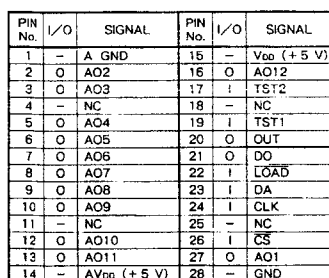 PIN No. I/O SIGNAL PIN No. I/O SIGNAL
1 – A GND 15 – VDD (+5 V)
2 O AO2 16 O AO12
3 O AO3 17 I TST2
4 – NC 18 – NC
5 O AO4 19 I TST1
6 O AO5 20 O OUT
7 O AO6 21 O DO
8 O AO7 22 I LOAD
9 O AO8 23 I DA
10 O AO9 24 I CLK
11 – NC 25 – NC
12 O AO10 26 I CS
13 O AO11 27 O AO1
14 – AVDD (+5 V) 28 – GND